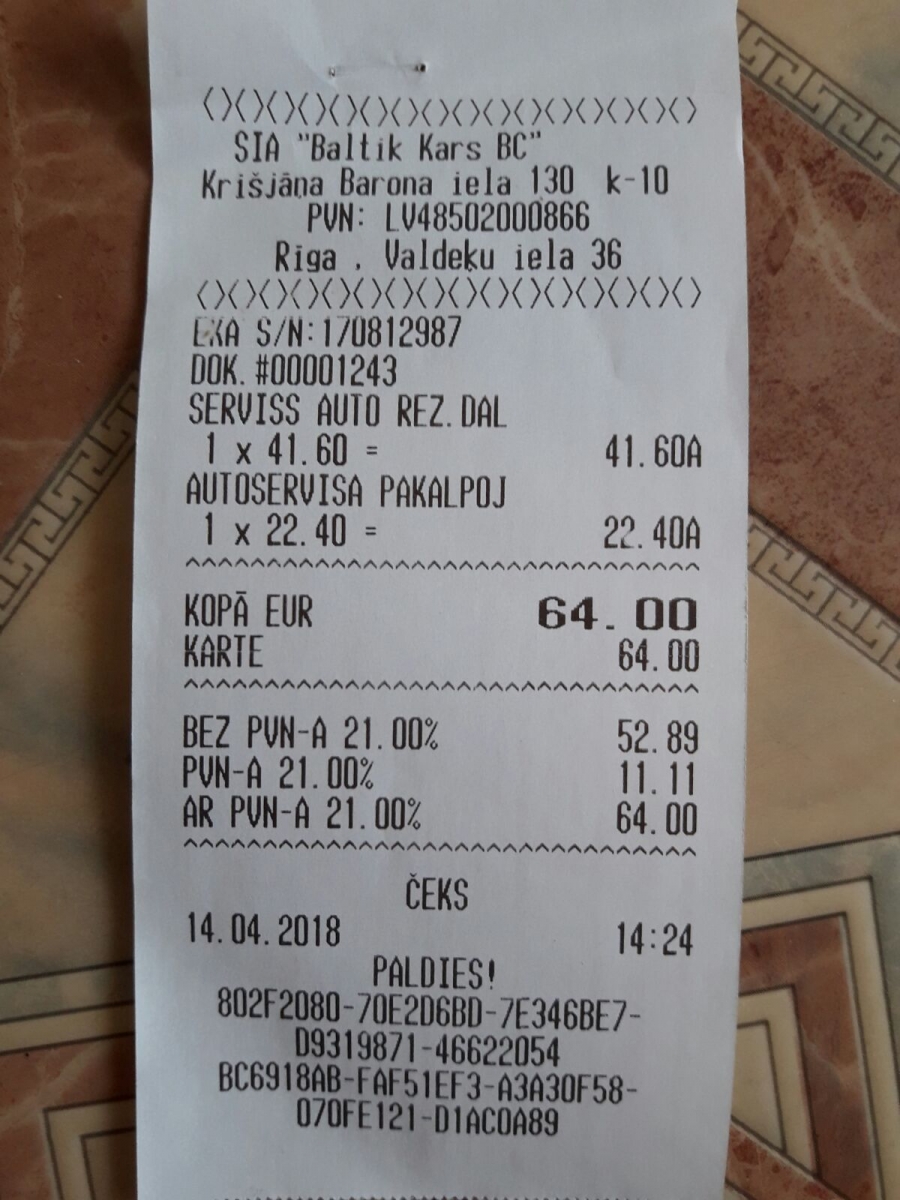 SIA "Baltik Kars BC"
Krišjāņa Barona iela 130 k-10
PVN: LV48502000866
Rīga . Valdeķu iela 36
EKA S/N:170812987
DOK. #00001243
SERVISS AUTO REZ.DAL
1 x 41.60 = 41.60A
AUTOSERVISA PAKALPOJ
1 x 22.40 = 22.40A
KOPĀ EUR 64.00
KARTE 64.00
BEZ PVN-A 21.00% 52.89
PVN-A 21.00% 11.11
AR PVN-A 21.00% 64.00
ČEKS
14.04.2018 14:24
PALDIES!
802F2080-70E2D6BD-7E346BE7-
D9319871-46622054
BC6918AB-FAF51EF3-A3A30F58-
070FE121-D1AC0A89